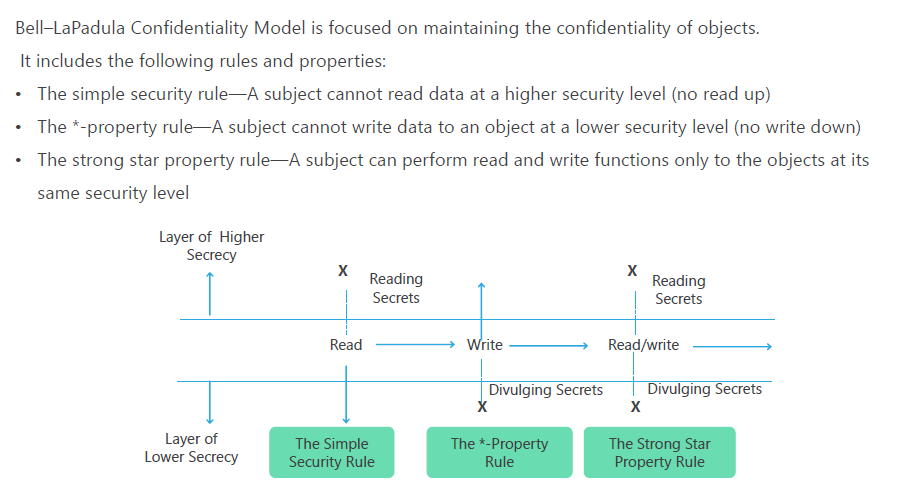 Bell–LaPadula Confidentiality Model is focused on maintaining the confidentiality of objects.
It includes the following rules and properties:
• The simple security rule—A subject cannot read data at a higher security level (no read up)
• The *-property rule—A subject cannot write data to an object at a lower security level (no write down)
• The strong star property rule—A subject can perform read and write functions only to the objects at its
same security level
Layer of Higher
Secrecy
X
Reading
Secrets
X
Reading
Secrets
Read
Write
Read/write
Divulging Secrets
X
Divulging Secrets
X
Layer of
Lower Secrecy
The Simple
Security Rule
The *-Property
Rule
The Strong Star
Property Rule